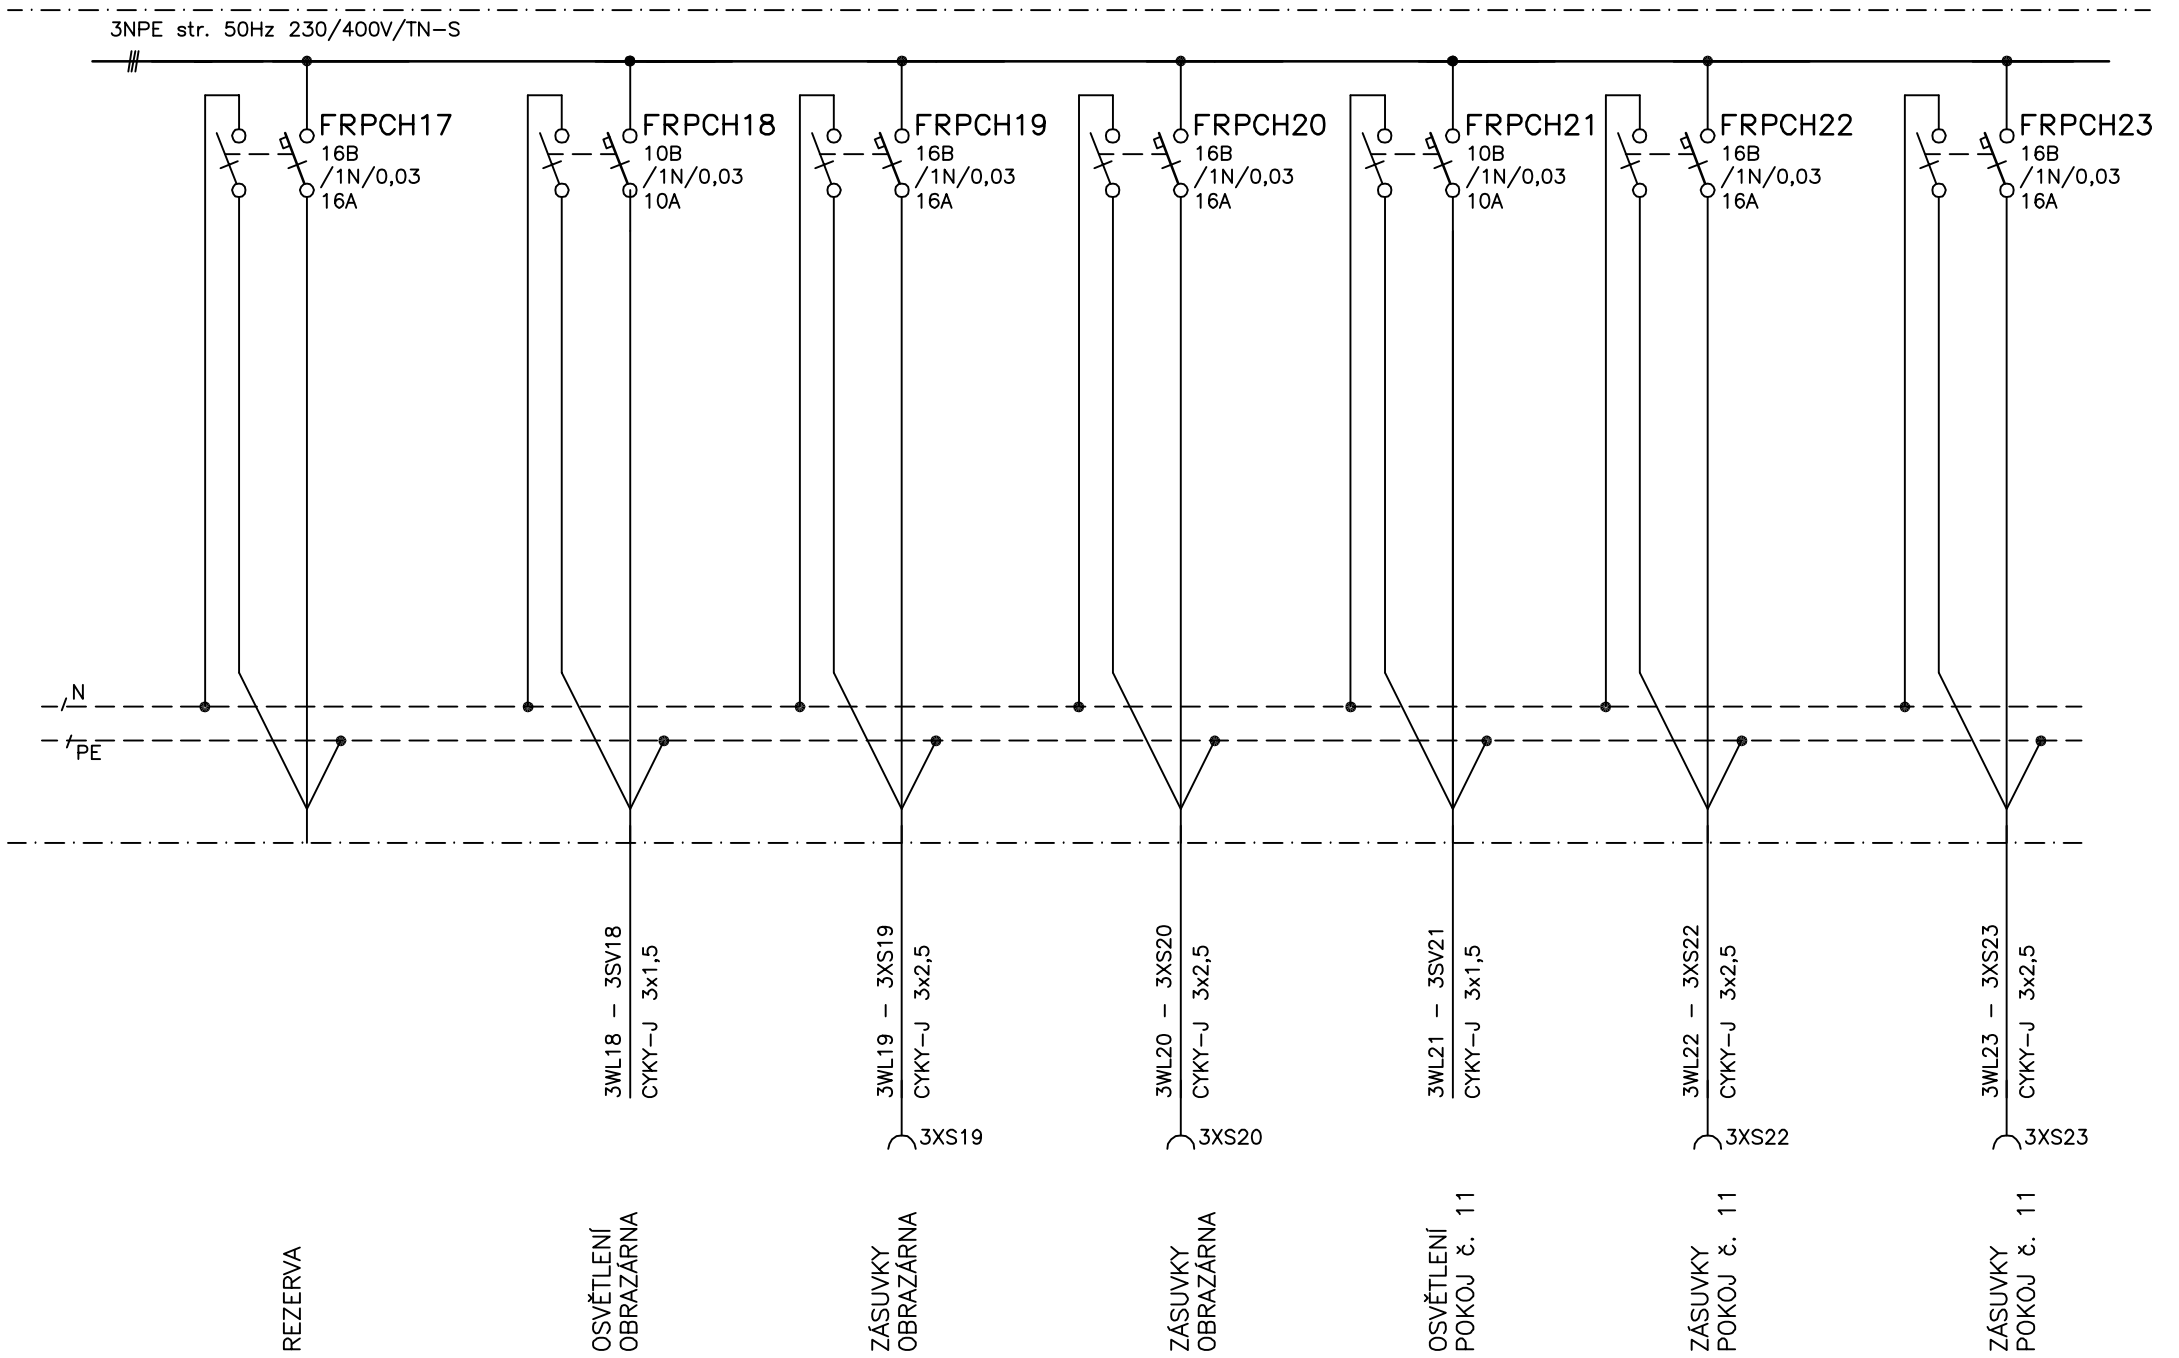 3NPE str. 50Hz 230/400V/TN-S
FRPCH17
16B
/1N/0,03
16A
FRPCH18
10B
/1N/0,03
10A
FRPCH19
16B
/1N/0,03
16A
FRPCH20
16B
/1N/0,03
16A
FRPCH21
10B
/1N/0,03
10A
FRPCH22
16B
/1N/0,03
16A
FRPCH23
16B
/1N/0,03
16A
N
PE
3WL18 - 3SV18
CYKY-J 3x1,5
3WL19 - 3XS19
CYKY-J 3x2,5
3WL20 - 3XS20
CYKY-J 3x2,5
3WL21 - 3SV21
CYKY-J 3x1,5
3WL22 - 3XS22
CYKY-J 3x2,5
3WL23 - 3XS23
CYKY-J 3x2,5
3XS19
3XS20
3XS22
3XS23
REZERVA
OSVĚTLENÍ
OBRAZÁRNA
ZÁSUVKY
OBRAZÁRNA
ZÁSUVKY
OBRAZÁRNA
OSVĚTLENÍ
POKOJ č. 11
ZÁSUVKY
POKOJ č. 11
ZÁSUVKY
POKOJ č. 11